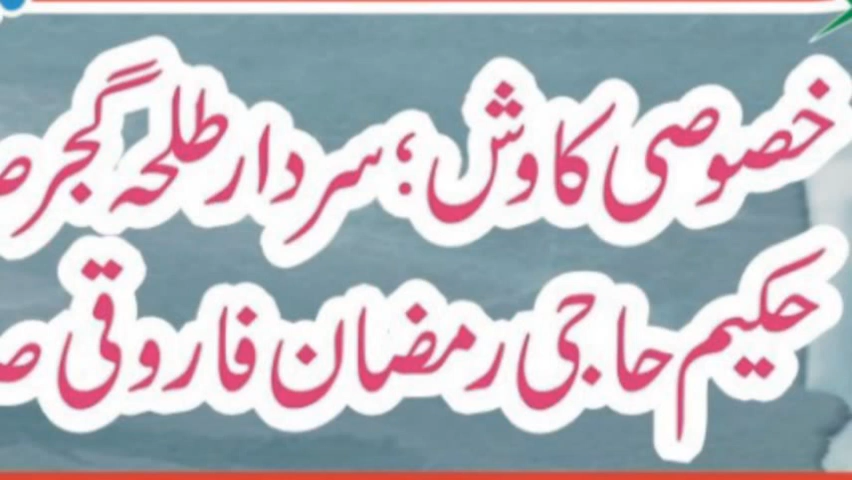 خصوصی کاوش؛ سردار طلحہ گجر ص
حکیم حاجی رمضان فاروقی ص